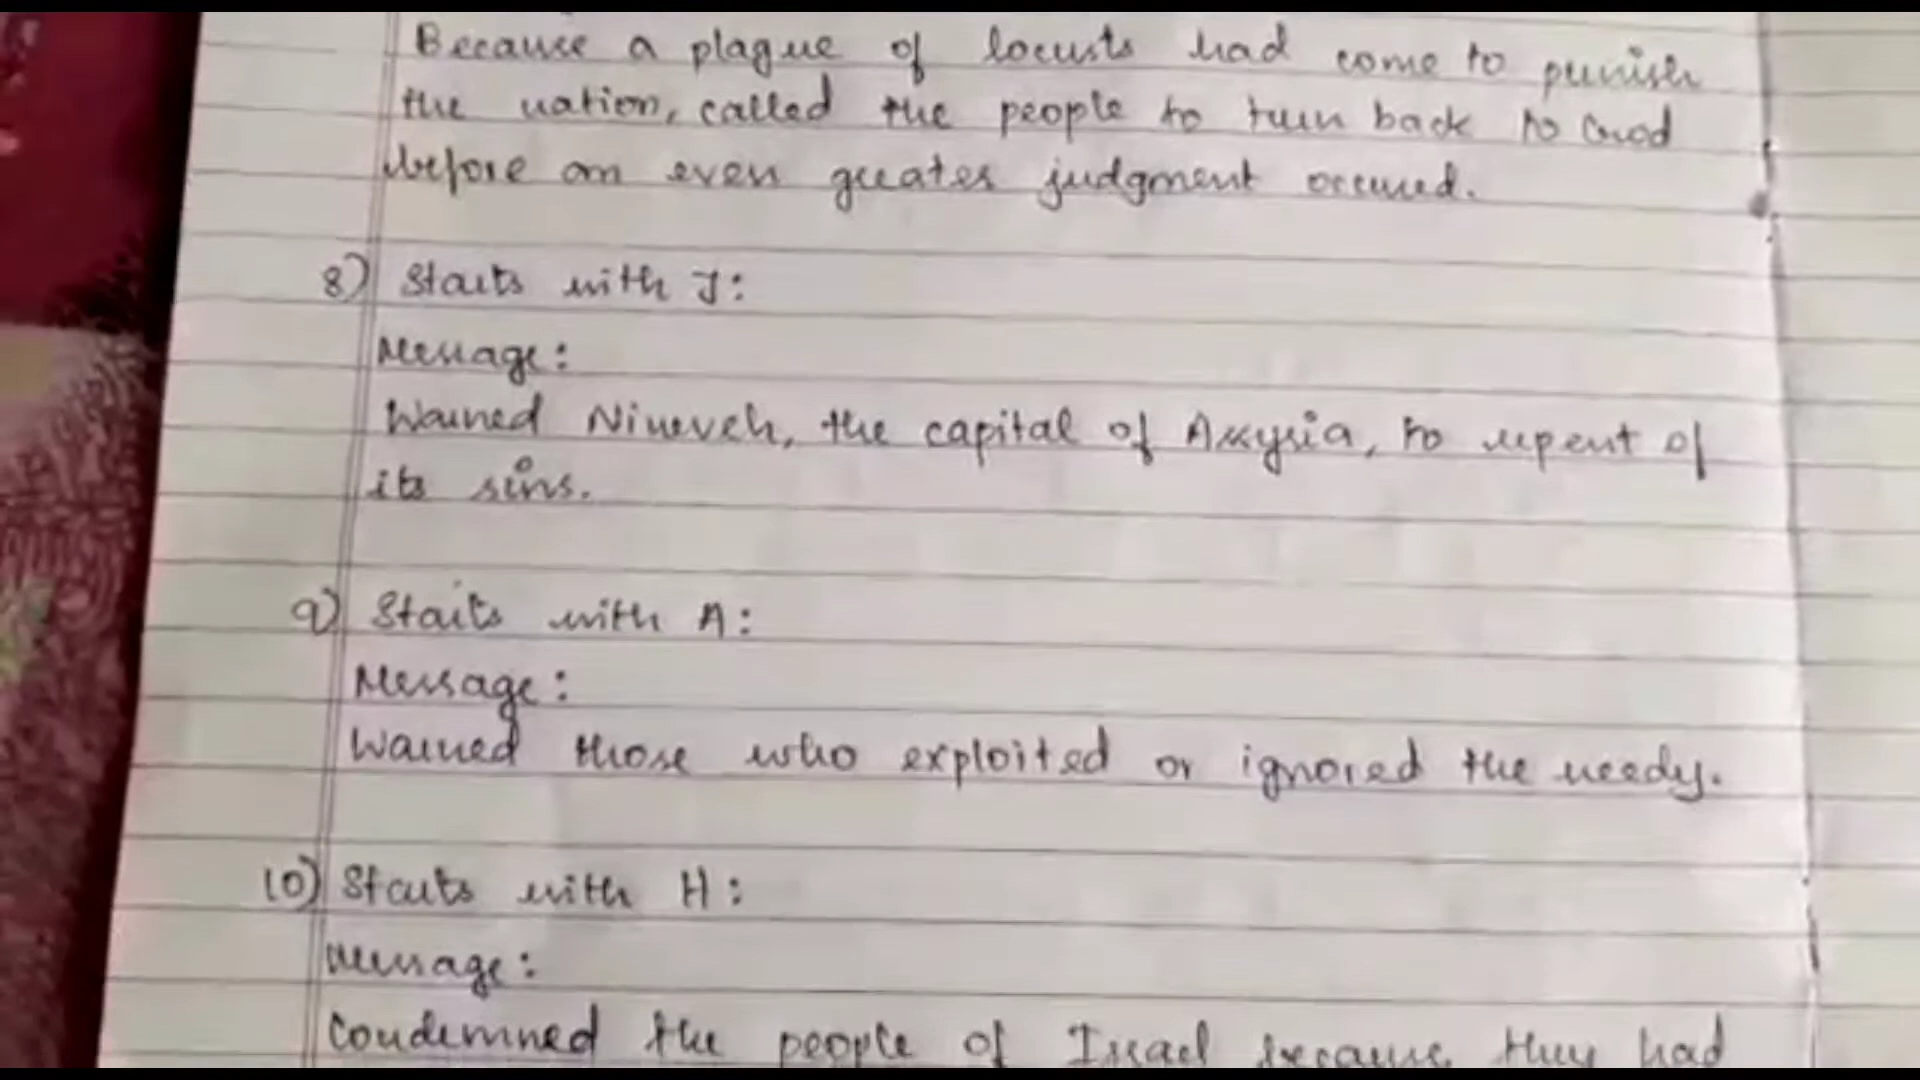 Because a plague of locusts had come to punish
the nation, called the people to turn back to God
before an even greater judgment occured.
8) Starts with J:
Message:
Warned Nineveh, the capital of Assyria, to repent of
its sins.
9) Starts with A:
Message:
Warned those who exploited or ignored the needy.
10) Starts with H:
Message:
Condemned the people of Israel because they had